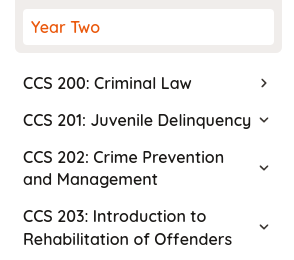 Year Two
CCS 200: Criminal Law
CCS 201: Juvenile Delinquency
CCS 202: Crime Prevention
and Management
CCS 203: Introduction to
Rehabilitation of Offenders